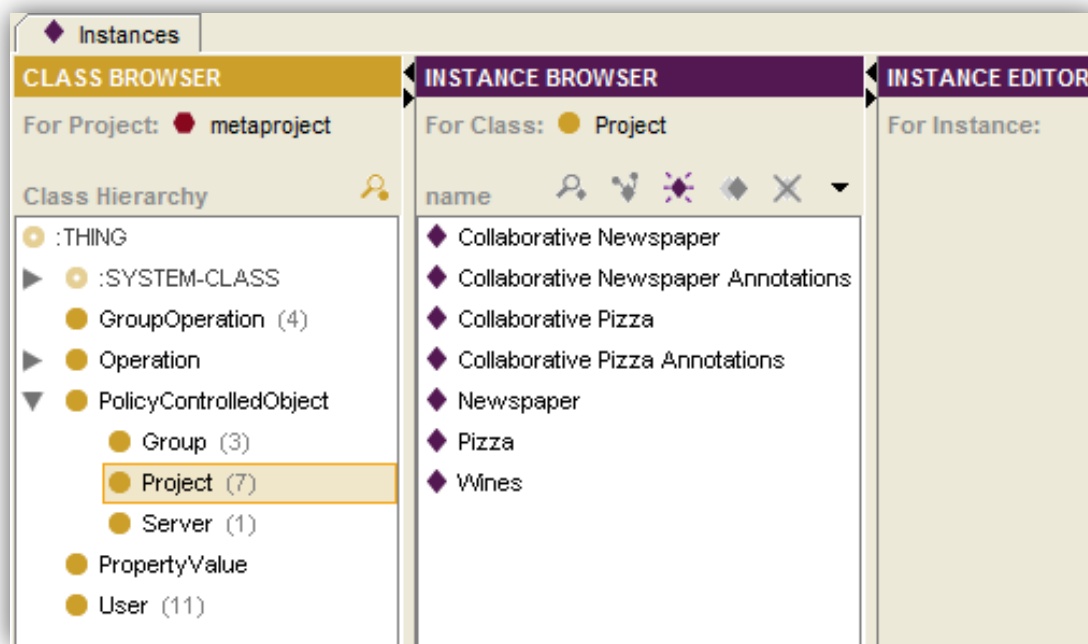 Instances
CLASS BROWSER
For Project: metaproject
Class Hierarchy
:THING
:SYSTEM-CLASS
GroupOperation (4)
Operation
PolicyControlledObject
Group (3)
Project (7)
Server (1)
PropertyValue
User (11)
INSTANCE BROWSER
For Class: Project
name
Collaborative Newspaper
Collaborative Newspaper Annotations
Collaborative Pizza
Collaborative Pizza Annotations
Newspaper
Pizza
Wines
INSTANCE EDITOR
For Instance: